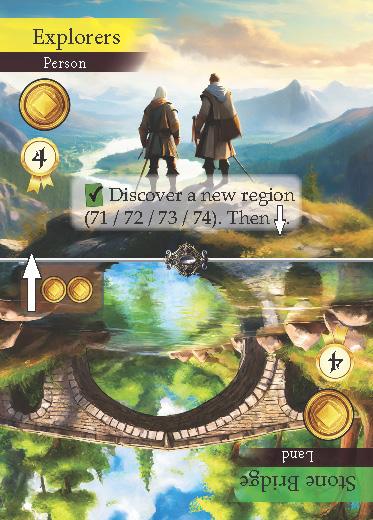 Explorers
Person
4
Discover a new region
(71 / 72 / 73 / 74). Then
4
Land
Stone Bridge